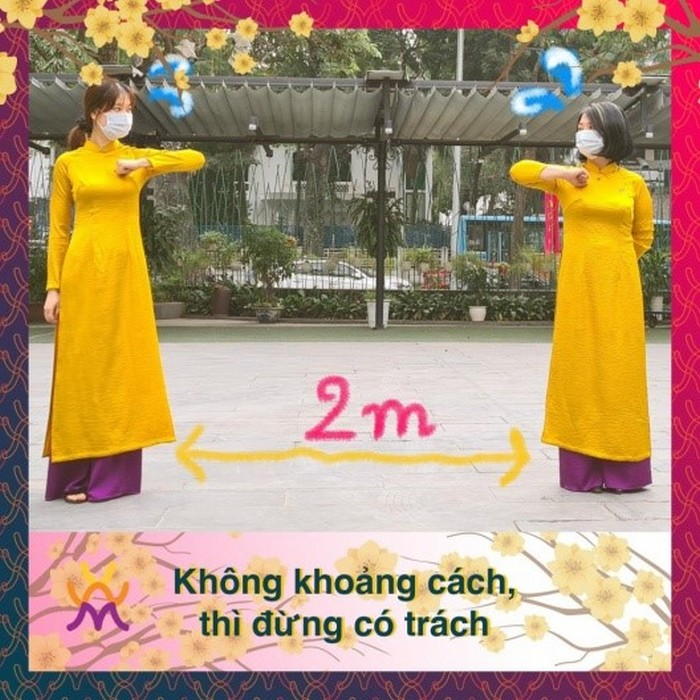 2m
Không khoảng cách,
thì đừng có trách